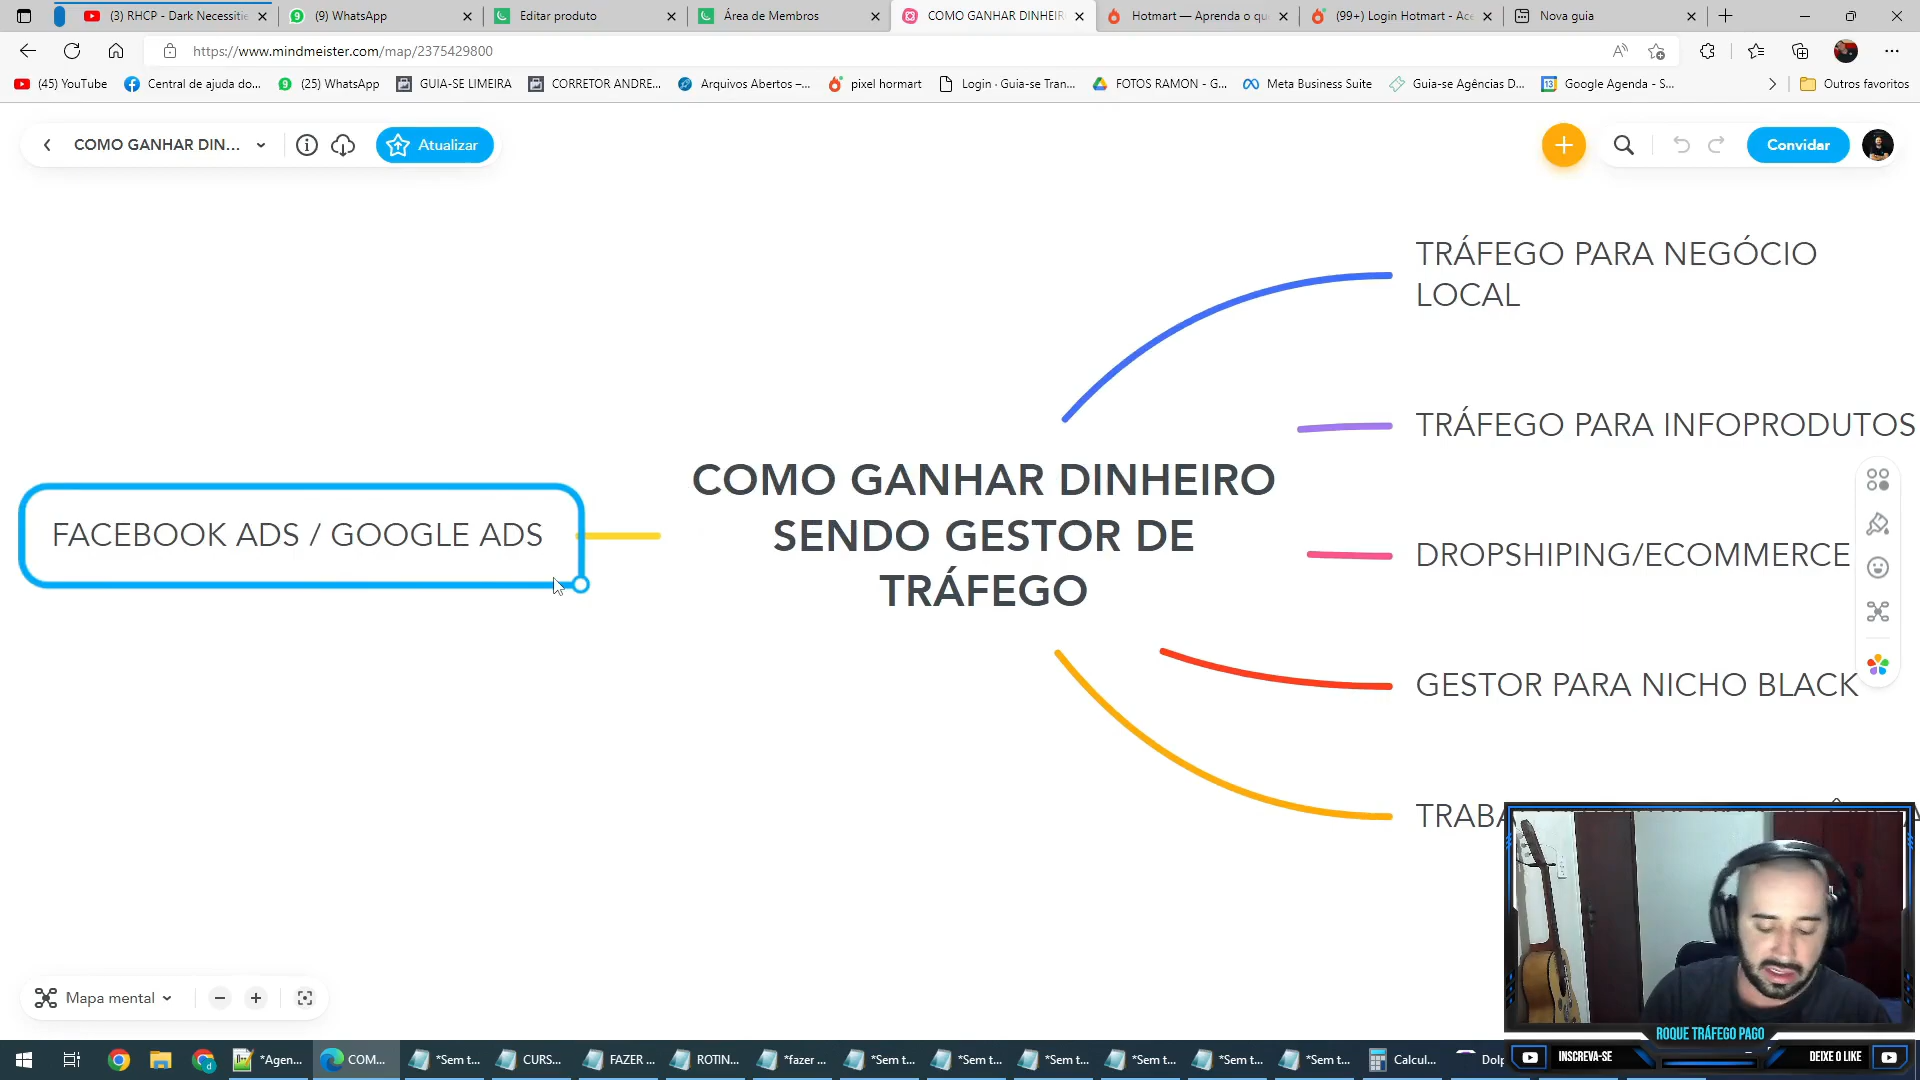 (3) RHCP - Dark Necessitie
(9) WhatsApp
Editar produto
Área de Membros
COMO GANHAR DINHEIR
Hotmart — Aprenda o qu
(99+) Login Hotmart - Ace
Nova guia
https://www.mindmeister.com/map/2375429800
(45) YouTube
Central de ajuda do...
(25) WhatsApp
GUIA-SE LIMEIRA
CORRETOR ANDRE...
Arquivos Abertos –...
pixel hormart
Login · Guia-se Tran...
FOTOS RAMON - G...
Meta Business Suite
Guia-se Agências D...
Google Agenda - S...
Outros favoritos
COMO GANHAR DIN...
Atualizar
Convidar
TRÁFEGO PARA NEGÓCIO
LOCAL
TRÁFEGO PARA INFOPRODUTOS
COMO GANHAR DINHEIRO
SENDO GESTOR DE
TRÁFEGO
FACEBOOK ADS / GOOGLE ADS
DROPSHIPING/ECOMMERCE
GESTOR PARA NICHO BLACK
TRABA
Mapa mental
ROQUE TRÁFEGO PAGO
INSCREVA-SE
DEIXE O LIKE
*Agen...
COM...
*Sem t...
CURS...
FAZER ...
ROTIN...
*fazer ...
*Sem t...
*Sem t...
*Sem t...
*Sem t...
*Sem t...
*Sem t...
Calcul...
Dolp